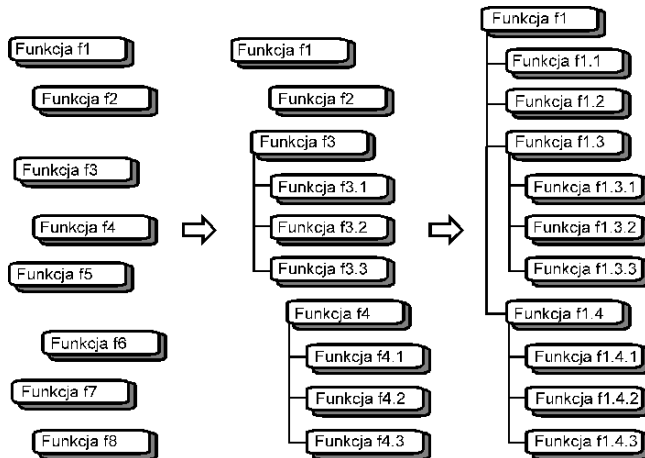 Funkcja f1
Funkcja f2
Funkcja f3
Funkcja f4
Funkcja f5
Funkcja f6
Funkcja f7
Funkcja f8
Funkcja f1
Funkcja f2
Funkcja f3
Funkcja f3.1
Funkcja f3.2
Funkcja f3.3
Funkcja f4
Funkcja f4.1
Funkcja f4.2
Funkcja f4.3
Funkcja f1
Funkcja f1.1
Funkcja f1.2
Funkcja f1.3
Funkcja f1.3.1
Funkcja f1.3.2
Funkcja f1.3.3
Funkcja f1.4
Funkcja f1.4.1
Funkcja f1.4.2
Funkcja f1.4.3